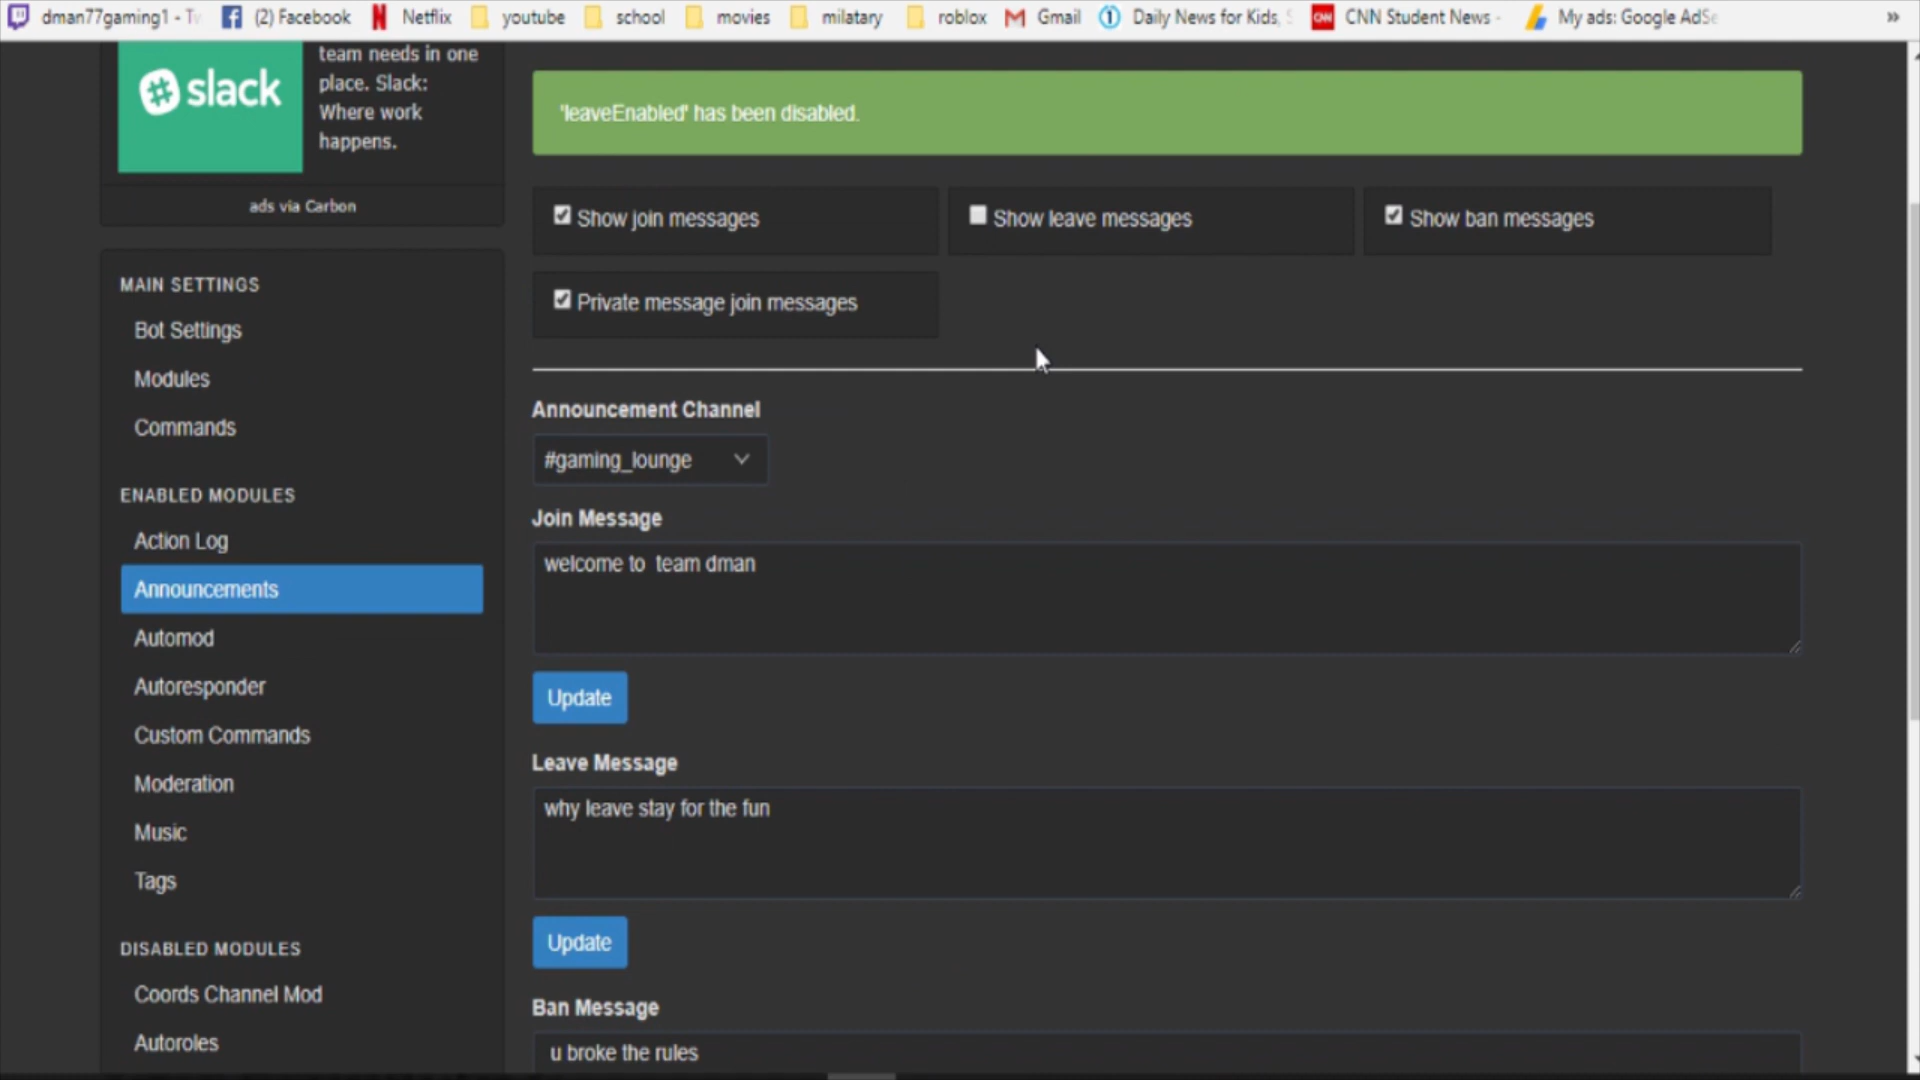 dman77gaming1 - Tw
(2) Facebook
Netflix
youtube
school
movies
milatary
roblox
Gmail
Daily News for Kids,
CNN
CNN Student News -
My ads: Google AdSe
»
slack
team needs in one
place. Slack:
Where work
happens.
ads via Carbon
'leaveEnabled' has been disabled.
Show join messages
Show leave messages
Show ban messages
Private message join messages
MAIN SETTINGS
Bot Settings
Modules
Commands
ENABLED MODULES
Action Log
Announcements
Automod
Autoresponder
Custom Commands
Moderation
Music
Tags
DISABLED MODULES
Coords Channel Mod
Autoroles
Announcement Channel
#gaming_lounge
Join Message
welcome to  team dman
Update
Leave Message
why leave stay for the fun
Update
Ban Message
u broke the rules